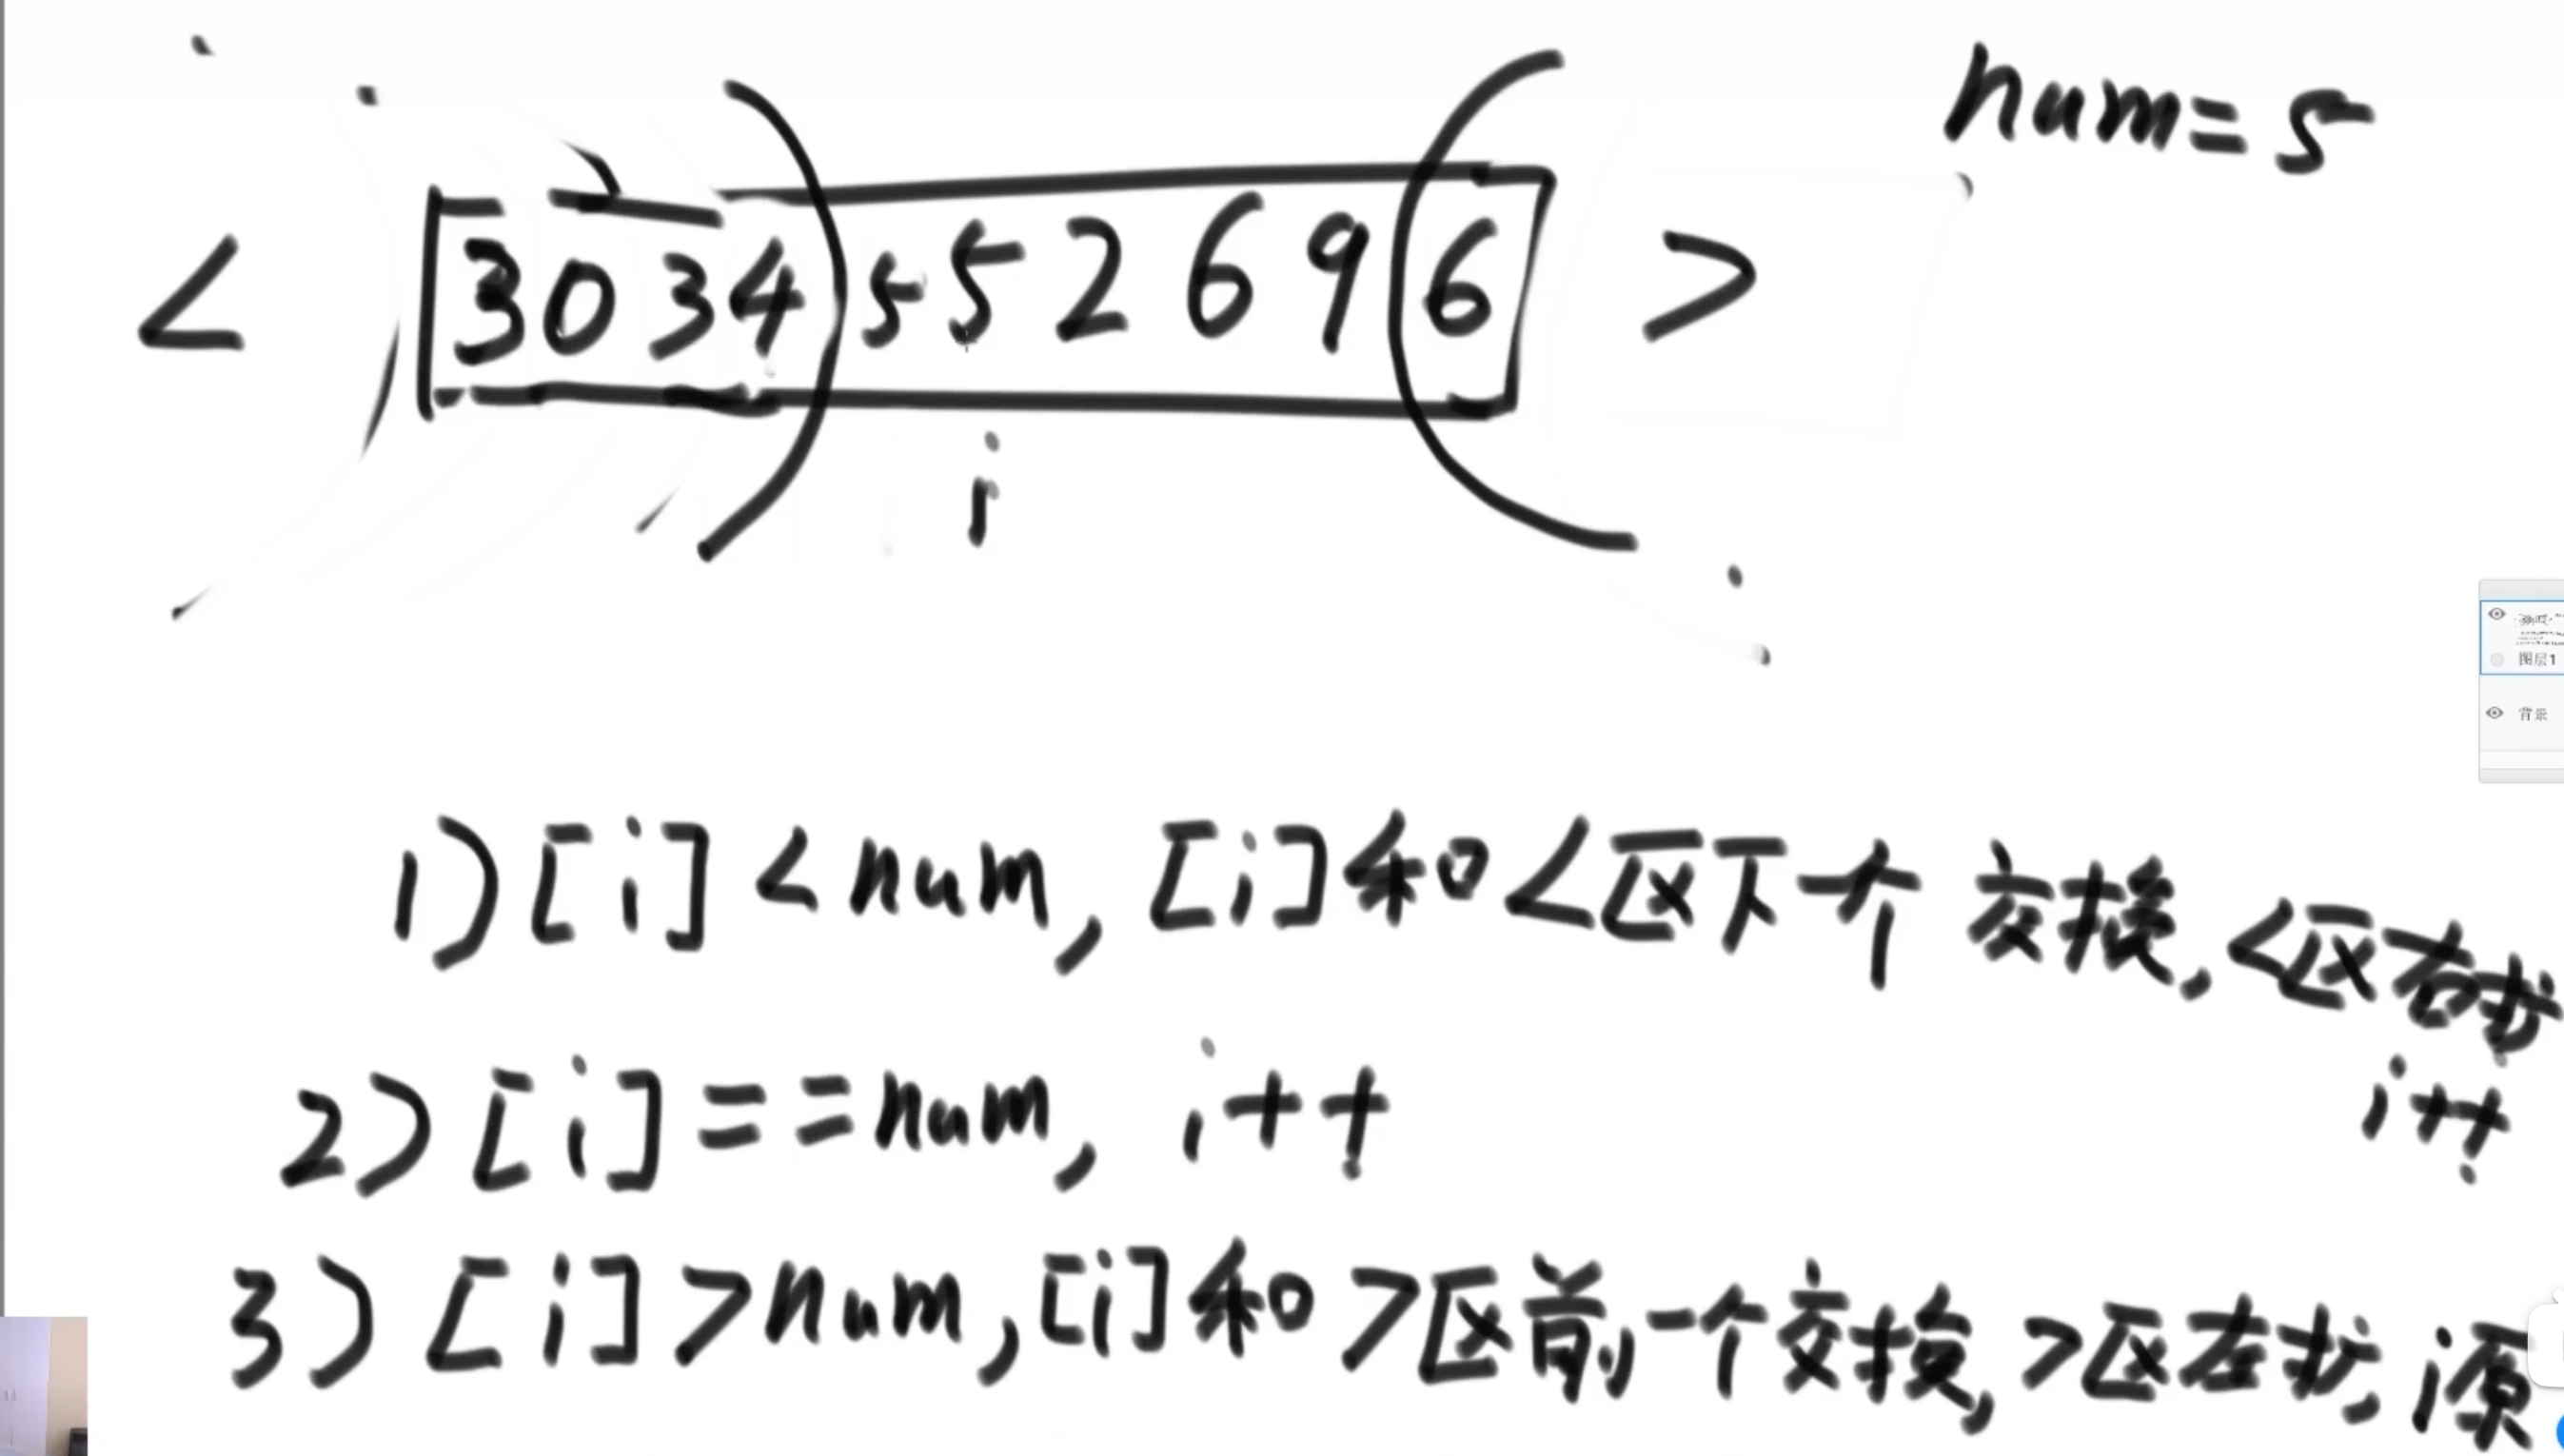 num=5
< 3 0 3 4 5 5 2 6 9 6 >
i
图层1
背景
1) [i] < num, [i]和<区下一个 交换, <区右扩
i++
2) [i] == num, i++
3) [i] > num, [i]和 >区前一个交换, >区左扩, i原